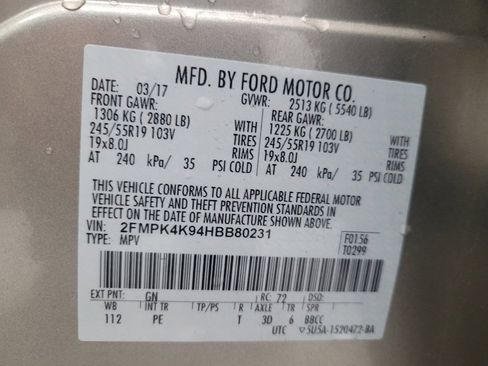 MFD. BY FORD MOTOR CO.
DATE: 03/17 GVWR: 2513 KG ( 5540 LB)
FRONT GAWR: REAR GAWR:
1306 KG ( 2880 LB) 1225 KG ( 2700 LB)
245/55R19 103V WITH TIRES 245/55R19 103V WITH TIRES
19x8.0J RIMS 19x8.0J RIMS
AT 240 kPa/ 35 PSI COLD AT 240 kPa/ 35 PSI COLD
THIS VEHICLE CONFORMS TO ALL APPLICABLE FEDERAL MOTOR
VEHICLE SAFETY AND THEFT PREVENTION STANDARDS IN
EFFECT ON THE DATE OF MANUFACTURE SHOWN ABOVE.
VIN: 2FMPK4K94HBB80231 F0156
TYPE: MPV T0299
EXT PNT: GN RC: 72 DSO:
WB INT TR TP/PS R AXLE TR SPR
112 PE T 3D 6 BBCC
UTC ▽5U5A-1520472-BA